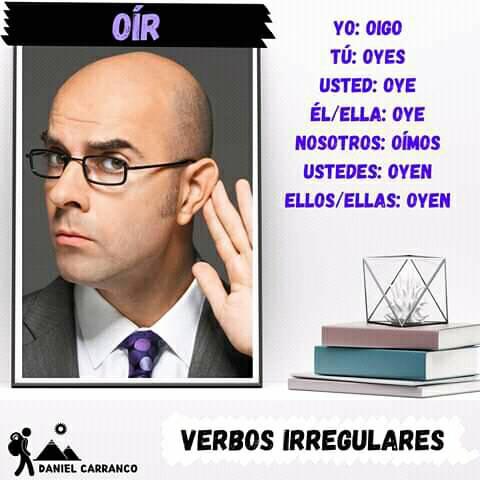 OÍR
YO: OIGO
TÚ: OYES
USTED: OYE
ÉL/ELLA: OYE
NOSOTROS: OÍMOS
USTEDES: OYEN
ELLOS/ELLAS: OYEN
VERBOS IRREGULARES
DANIEL CARRANCO